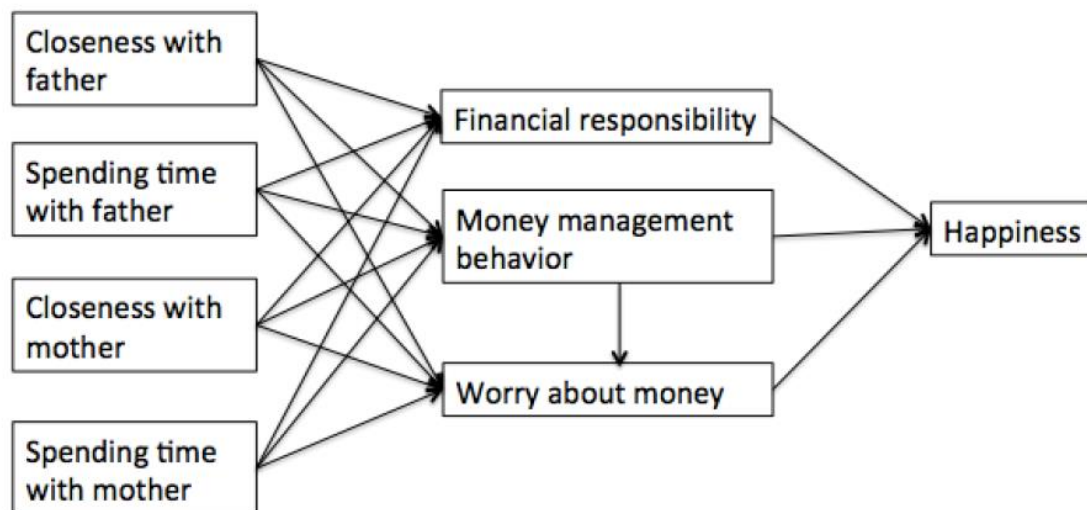 Closeness with
father
Spending time
with father
Closeness with
mother
Spending time
with mother
Financial responsibility
Money management
behavior
Worry about money
Happiness